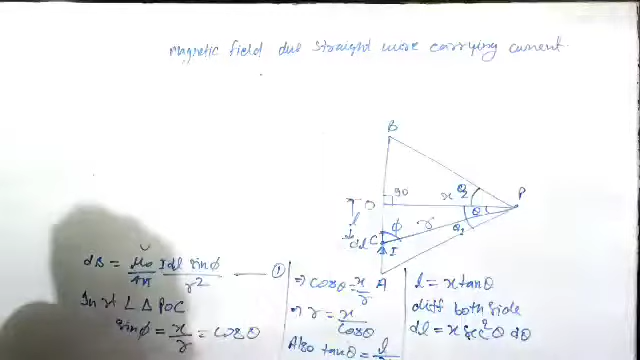 Magnetic field due straight wire carrying current
B
90
x
θ2
P
O
θ
θ1
l
ϕ
r
dl
C
I
A
dB = μ0/4π Idl sinϕ/r² —— ①
In rt L Δ POC
sinϕ = x/r = cosθ
⇒ cosθ = x/r
⇒ r = x/cosθ
Also tanθ = l/
l = x tanθ
diff both side
dl = x sec²θ dθ